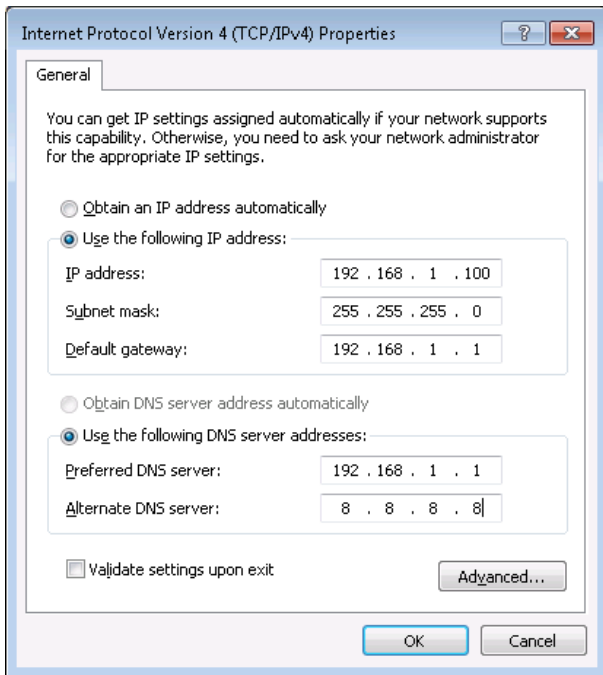 Internet Protocol Version 4 (TCP/IPv4) Properties
General
You can get IP settings assigned automatically if your network supports
this capability. Otherwise, you need to ask your network administrator
for the appropriate IP settings.
Obtain an IP address automatically
Use the following IP address:
IP address: 192 . 168 . 1 . 100
Subnet mask: 255 . 255 . 255 . 0
Default gateway: 192 . 168 . 1 . 1
Obtain DNS server address automatically
Use the following DNS server addresses:
Preferred DNS server: 192 . 168 . 1 . 1
Alternate DNS server: 8 . 8 . 8 . 8
Validate settings upon exit
Advanced...
OK Cancel